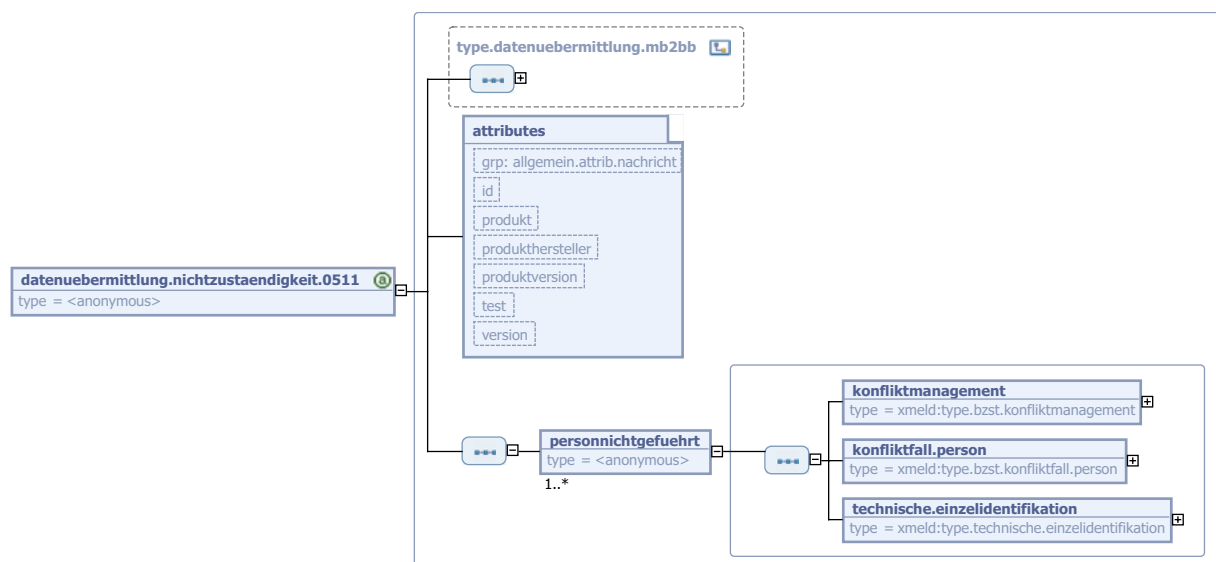 type.datenuebermittlung.mb2bb
attributes
grp: allgemein.attrib.nachricht
id
produkt
produkthersteller
produktversion
test
version
datenuebermittlung.nichtzustaendigkeit.0511 a
type = <anonymous>
personnichtgefuehrt
type = <anonymous>
1..*
konfliktmanagement
type = xmeld:type.bzst.konfliktmanagement
konfliktfall.person
type = xmeld:type.bzst.konfliktfall.person
technische.einzelidentifikation
type = xmeld:type.technische.einzelidentifikation